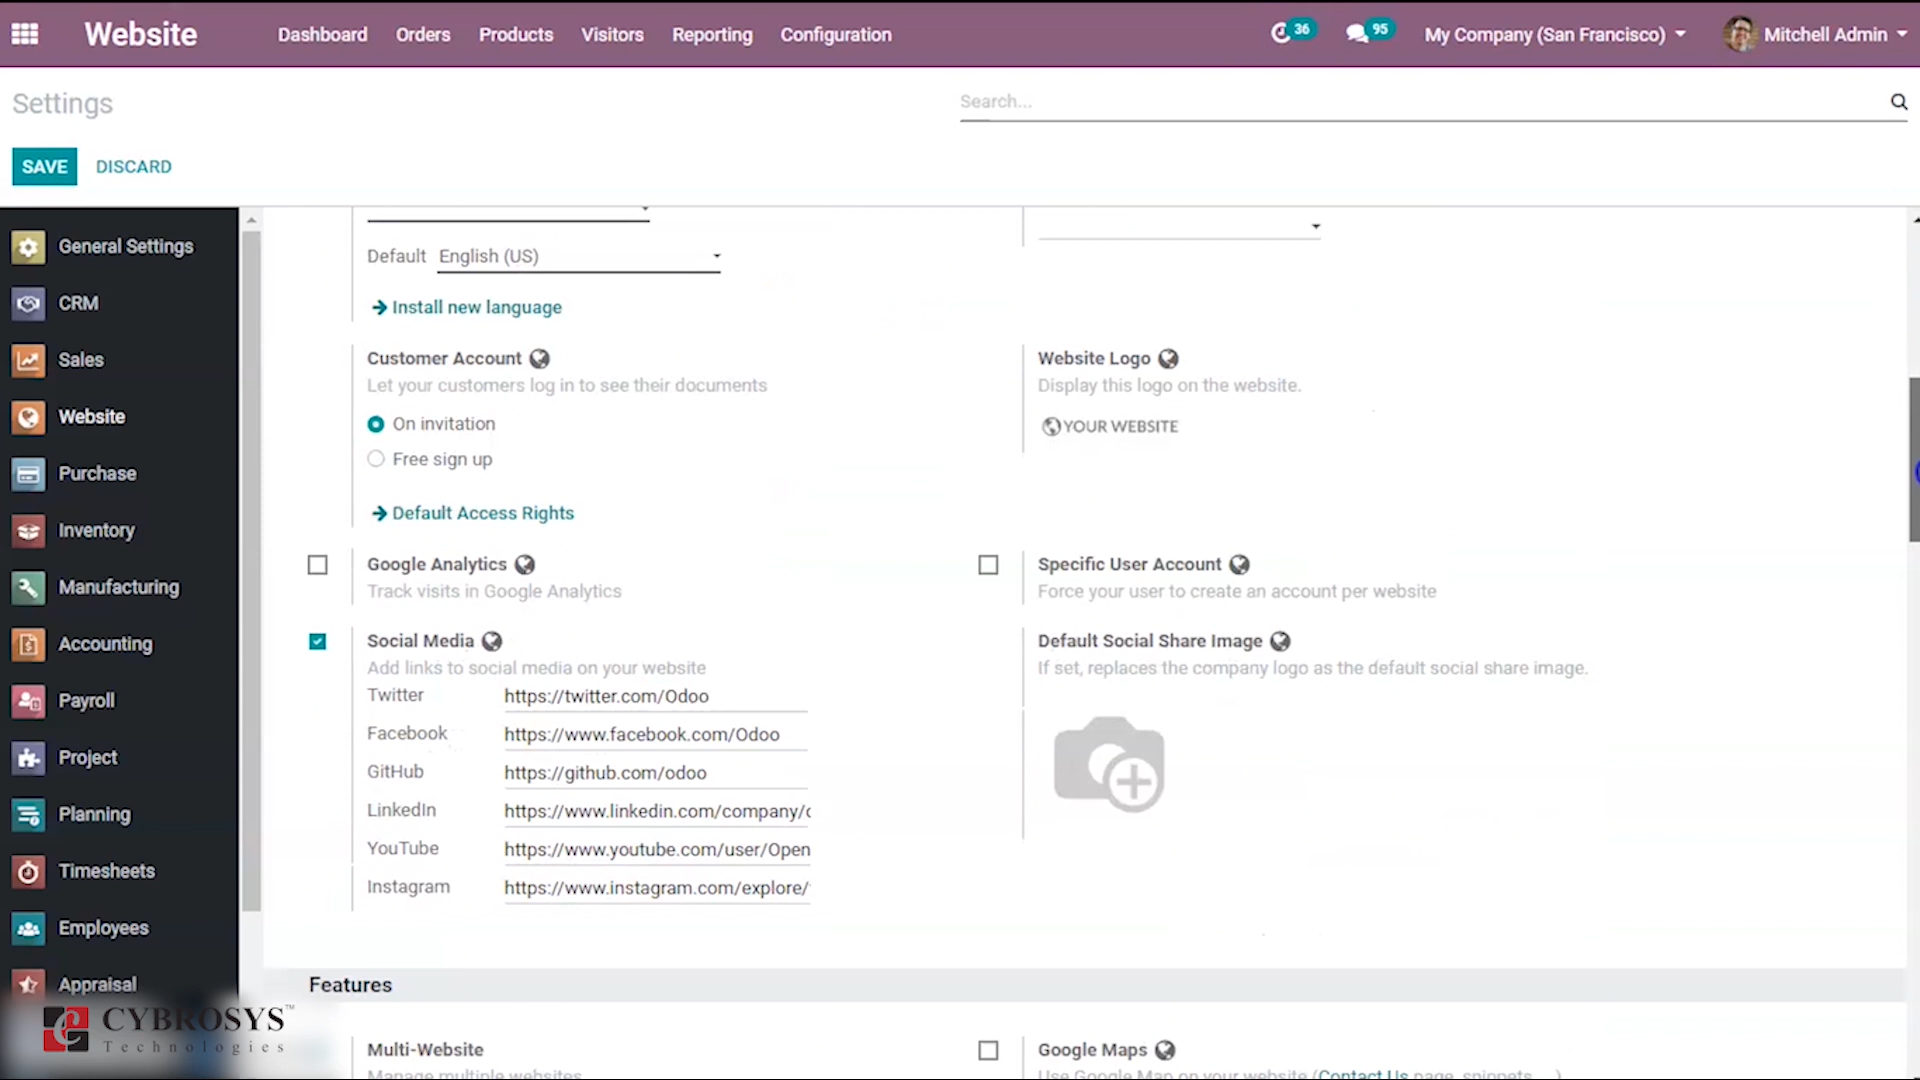 Website
Dashboard Orders Products Visitors Reporting Configuration
36 95 My Company (San Francisco) Mitchell Admin
Settings
Search...
SAVE DISCARD
General Settings
CRM
Sales
Website
Purchase
Inventory
Manufacturing
Accounting
Payroll
Project
Planning
Timesheets
Employees
Appraisal
CYBROSYS™
Technologies
Default English (US)
Install new language
Customer Account
Let your customers log in to see their documents
On invitation
Free sign up
Default Access Rights
Website Logo
Display this logo on the website.
YOUR WEBSITE
Google Analytics
Track visits in Google Analytics
Specific User Account
Force your user to create an account per website
Social Media
Add links to social media on your website
Twitter https://twitter.com/Odoo
Facebook https://www.facebook.com/Odoo
GitHub https://github.com/odoo
LinkedIn https://www.linkedin.com/company/
YouTube https://www.youtube.com/user/Open
Instagram https://www.instagram.com/explore/
Default Social Share Image
If set, replaces the company logo as the default social share image.
Features
Multi-Website
Manage multiple websites
Google Maps
Use Google Map on your website (Contact Us page, snippets, ...)